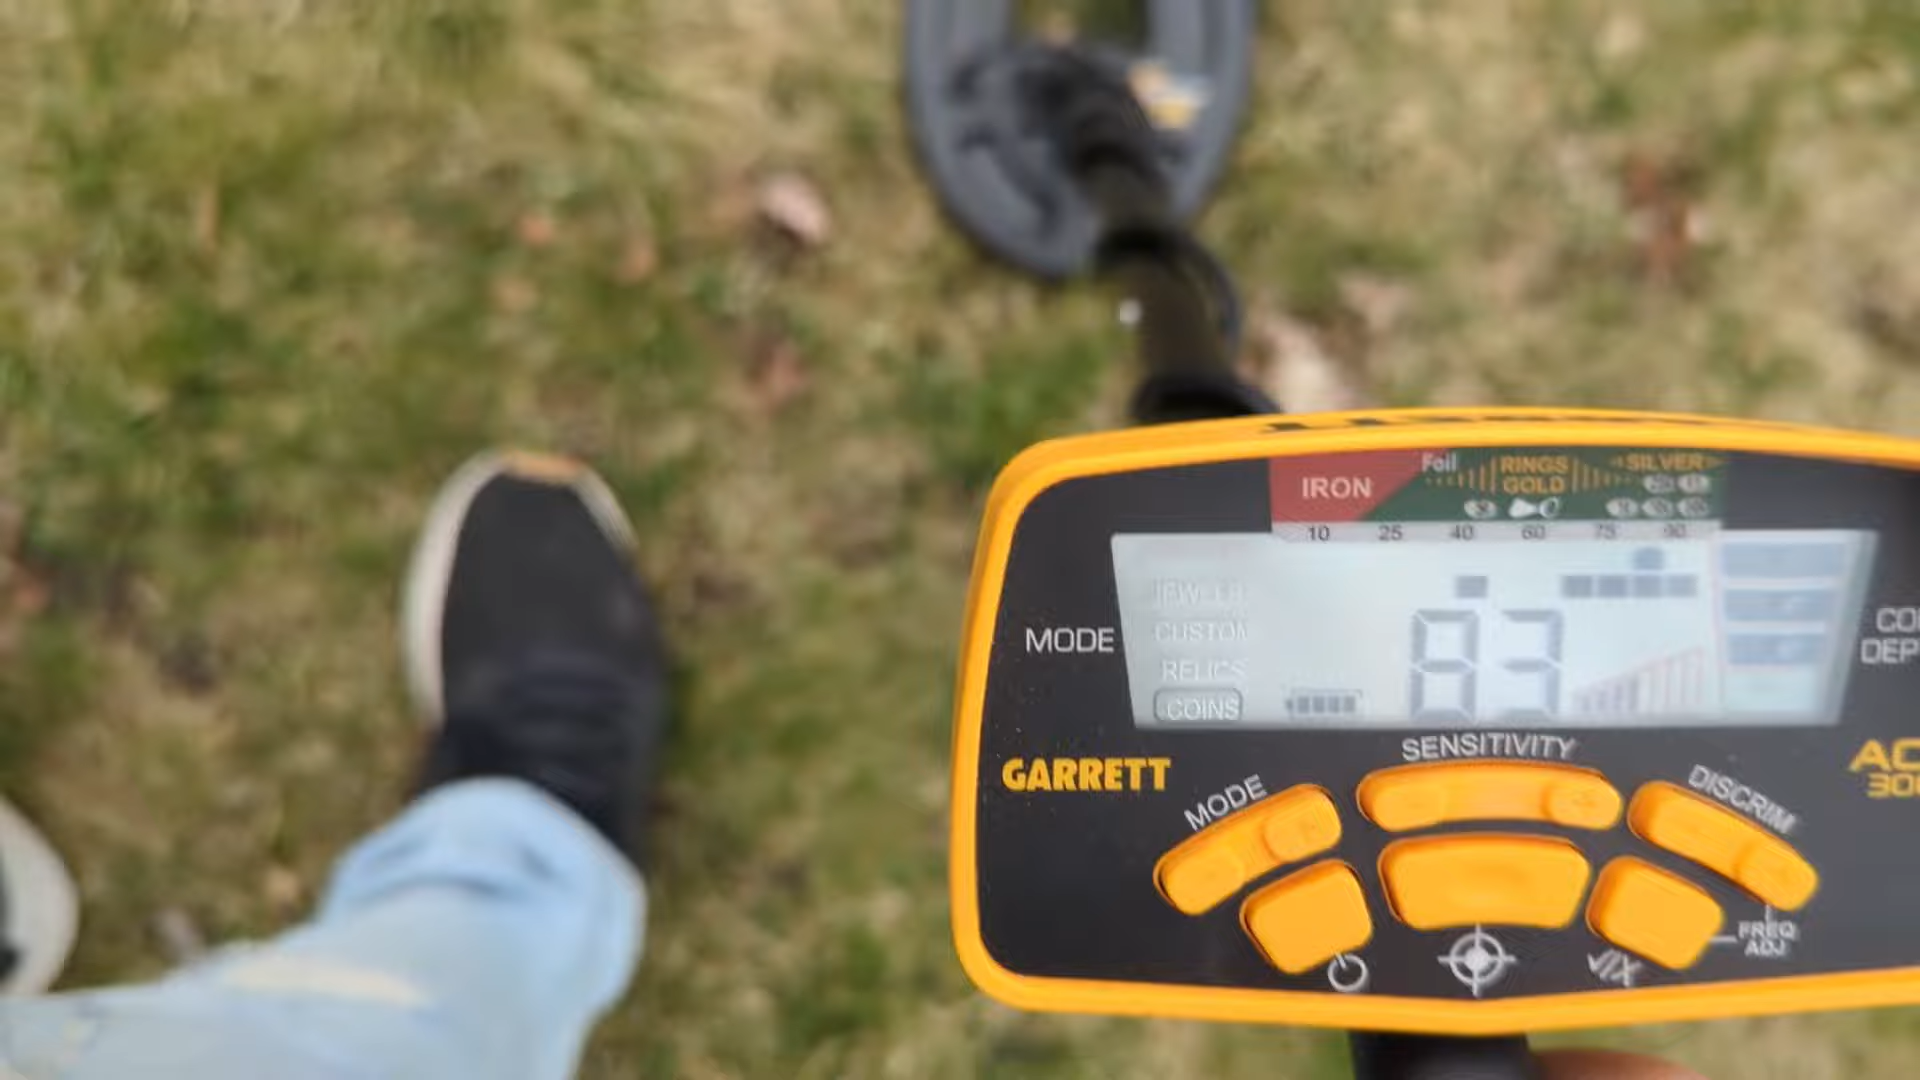 IRON
Foil
RINGS
GOLD
SILVER
10 25 40 60 75 90
MODE
JEWELRY
CUSTOM
RELICS
COINS
83
GARRETT
MODE
SENSITIVITY
DISCRIM
FREQ
ADJ
√/X